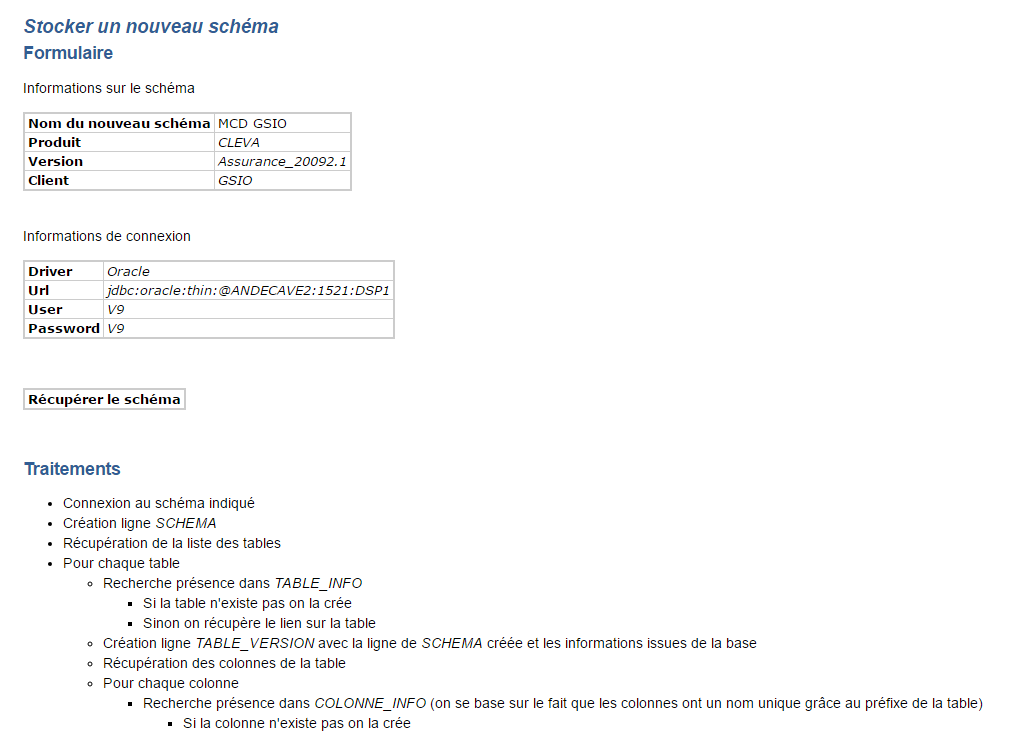 Stocker un nouveau schéma
Formulaire
Informations sur le schéma
Nom du nouveau schéma MCD GSIO
Produit CLEVA
Version Assurance_20092.1
Client GSIO
Informations de connexion
Driver Oracle
Url jdbc:oracle:thin:@ANDECAVE2:1521:DSP1
User V9
Password V9
Récupérer le schéma
Traitements
• Connexion au schéma indiqué
• Création ligne SCHEMA
• Récupération de la liste des tables
• Pour chaque table
◦ Recherche présence dans TABLE_INFO
▪ Si la table n'existe pas on la crée
▪ Sinon on récupère le lien sur la table
◦ Création ligne TABLE_VERSION avec la ligne de SCHEMA créée et les informations issues de la base
◦ Récupération des colonnes de la table
◦ Pour chaque colonne
▪ Recherche présence dans COLONNE_INFO (on se base sur le fait que les colonnes ont un nom unique grâce au préfixe de la table)
▪ Si la colonne n'existe pas on la crée